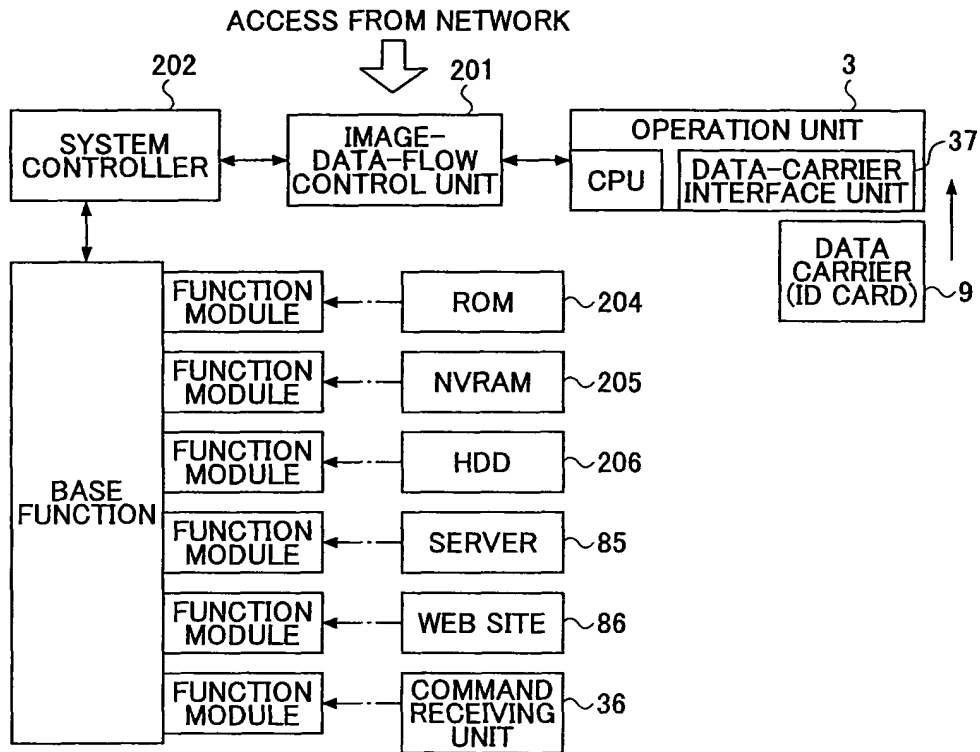 ACCESS FROM NETWORK
202
201
3
SYSTEM
CONTROLLER
IMAGE-
DATA-FLOW
CONTROL UNIT
OPERATION UNIT
CPU
DATA-CARRIER
INTERFACE UNIT
37
DATA
CARRIER
(ID CARD)
9
BASE
FUNCTION
FUNCTION
MODULE
ROM
204
FUNCTION
MODULE
NVRAM
205
FUNCTION
MODULE
HDD
206
FUNCTION
MODULE
SERVER
85
FUNCTION
MODULE
WEB SITE
86
FUNCTION
MODULE
COMMAND
RECEIVING
UNIT
36